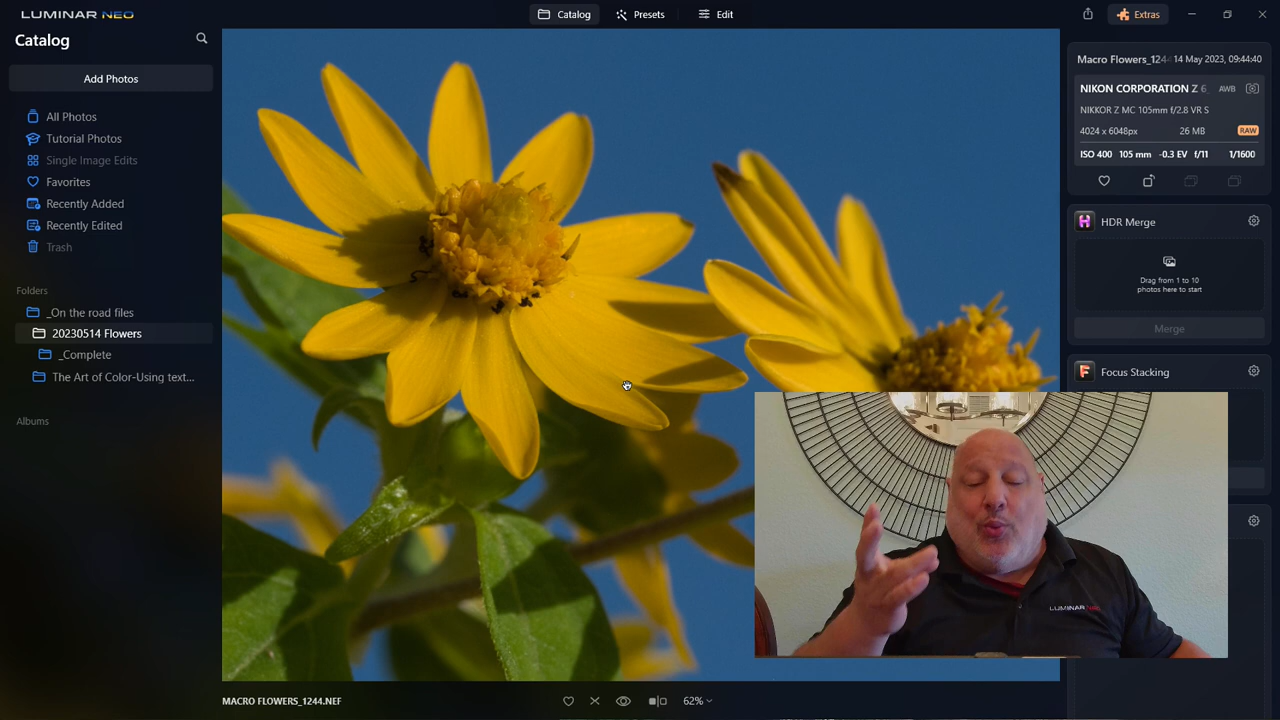 LUMINAR NEO
Catalog
Presets
Edit
Extras
Catalog
Add Photos
All Photos
Tutorial Photos
Single Image Edits
Favorites
Recently Added
Recently Edited
Trash
Folders
_On the road files
20230514 Flowers
_Complete
The Art of Color-Using text...
Albums
Macro Flowers_124
14 May 2023, 09:44:40
NIKON CORPORATION Z 6
AWB
NIKKOR Z MC 105mm f/2.8 VR S
4024 x 6048px 26 MB RAW
ISO 400 105 mm -0.3 EV f/11 1/1600
HDR Merge
Drag from 1 to 10
photos here to start
Merge
Focus Stacking
LUMINAR NEO
MACRO FLOWERS_1244.NEF
62%